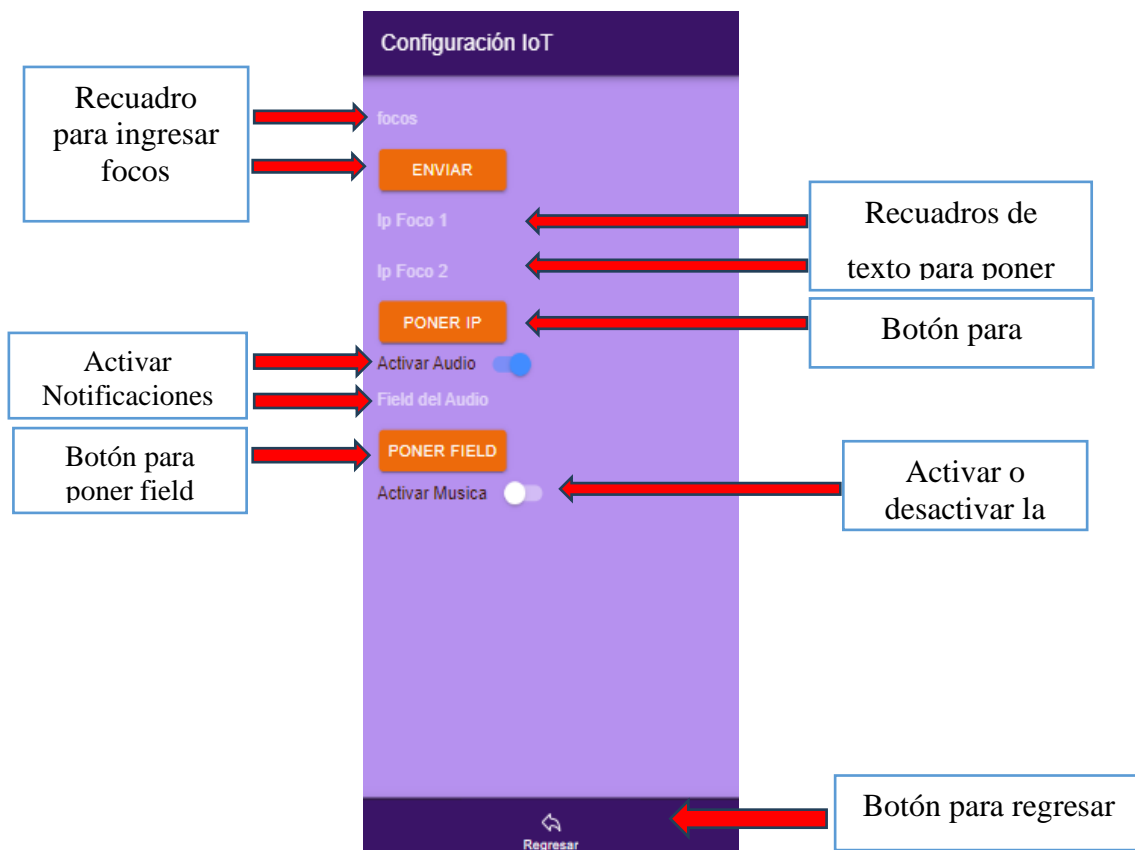 Configuración IoT
Recuadro
para ingresar
focos
focos
ENVIAR
Ip Foco 1
Ip Foco 2
Recuadros de
texto para poner
PONER IP
Botón para
Activar
Notificaciones
Activar Audio
Field del Audio
Botón para
poner field
PONER FIELD
Activar Musica
Activar o
desactivar la
Botón para regresar
Regresar